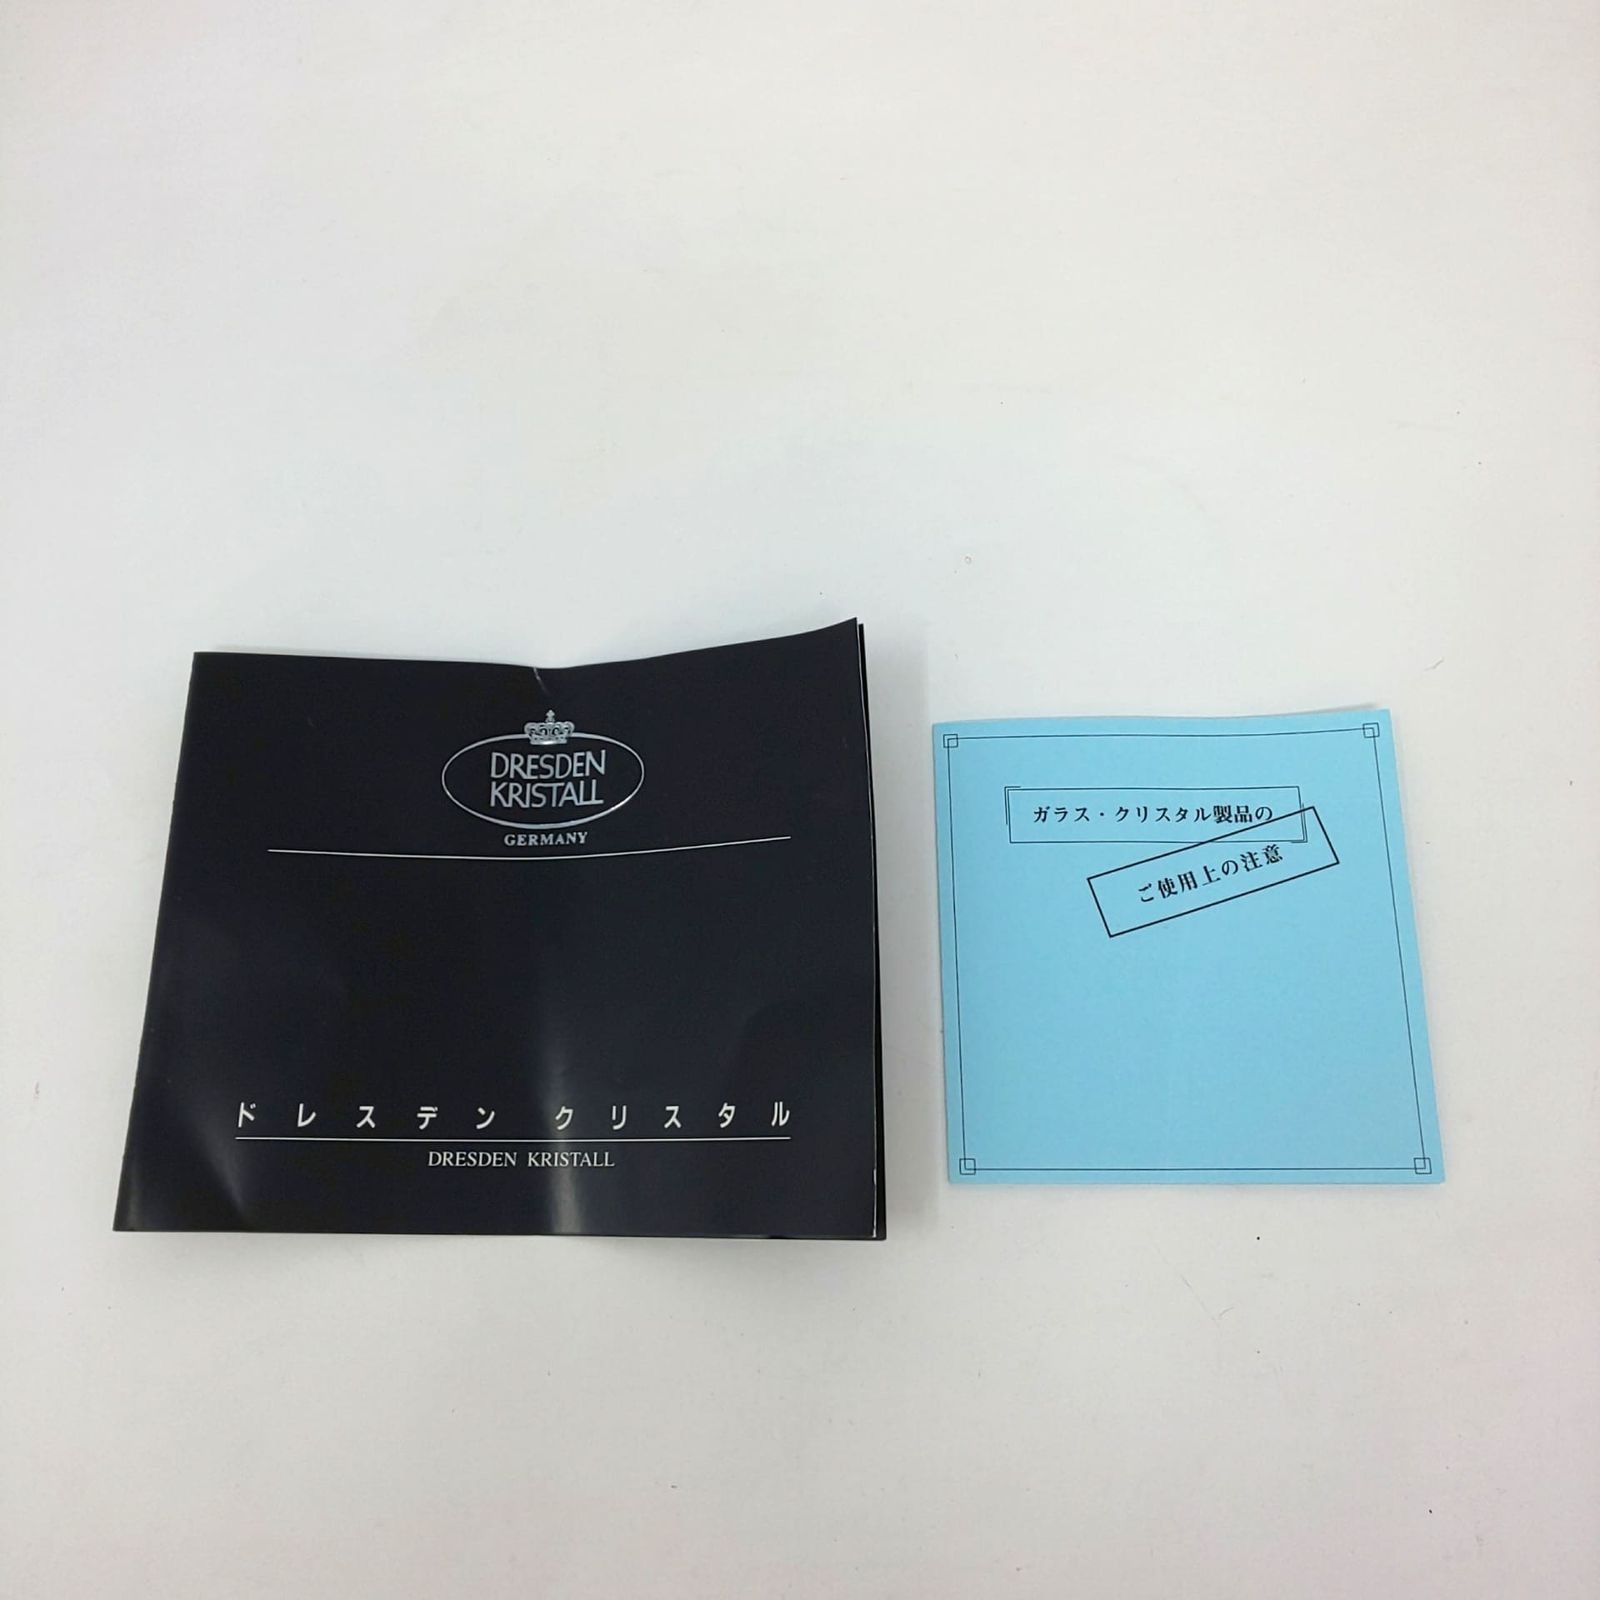 DRESDEN
KRISTALL
GERMANY
ドレスデン クリスタル
DRESDEN KRISTALL
ガラス・クリスタル製品の
ご使用上の注意